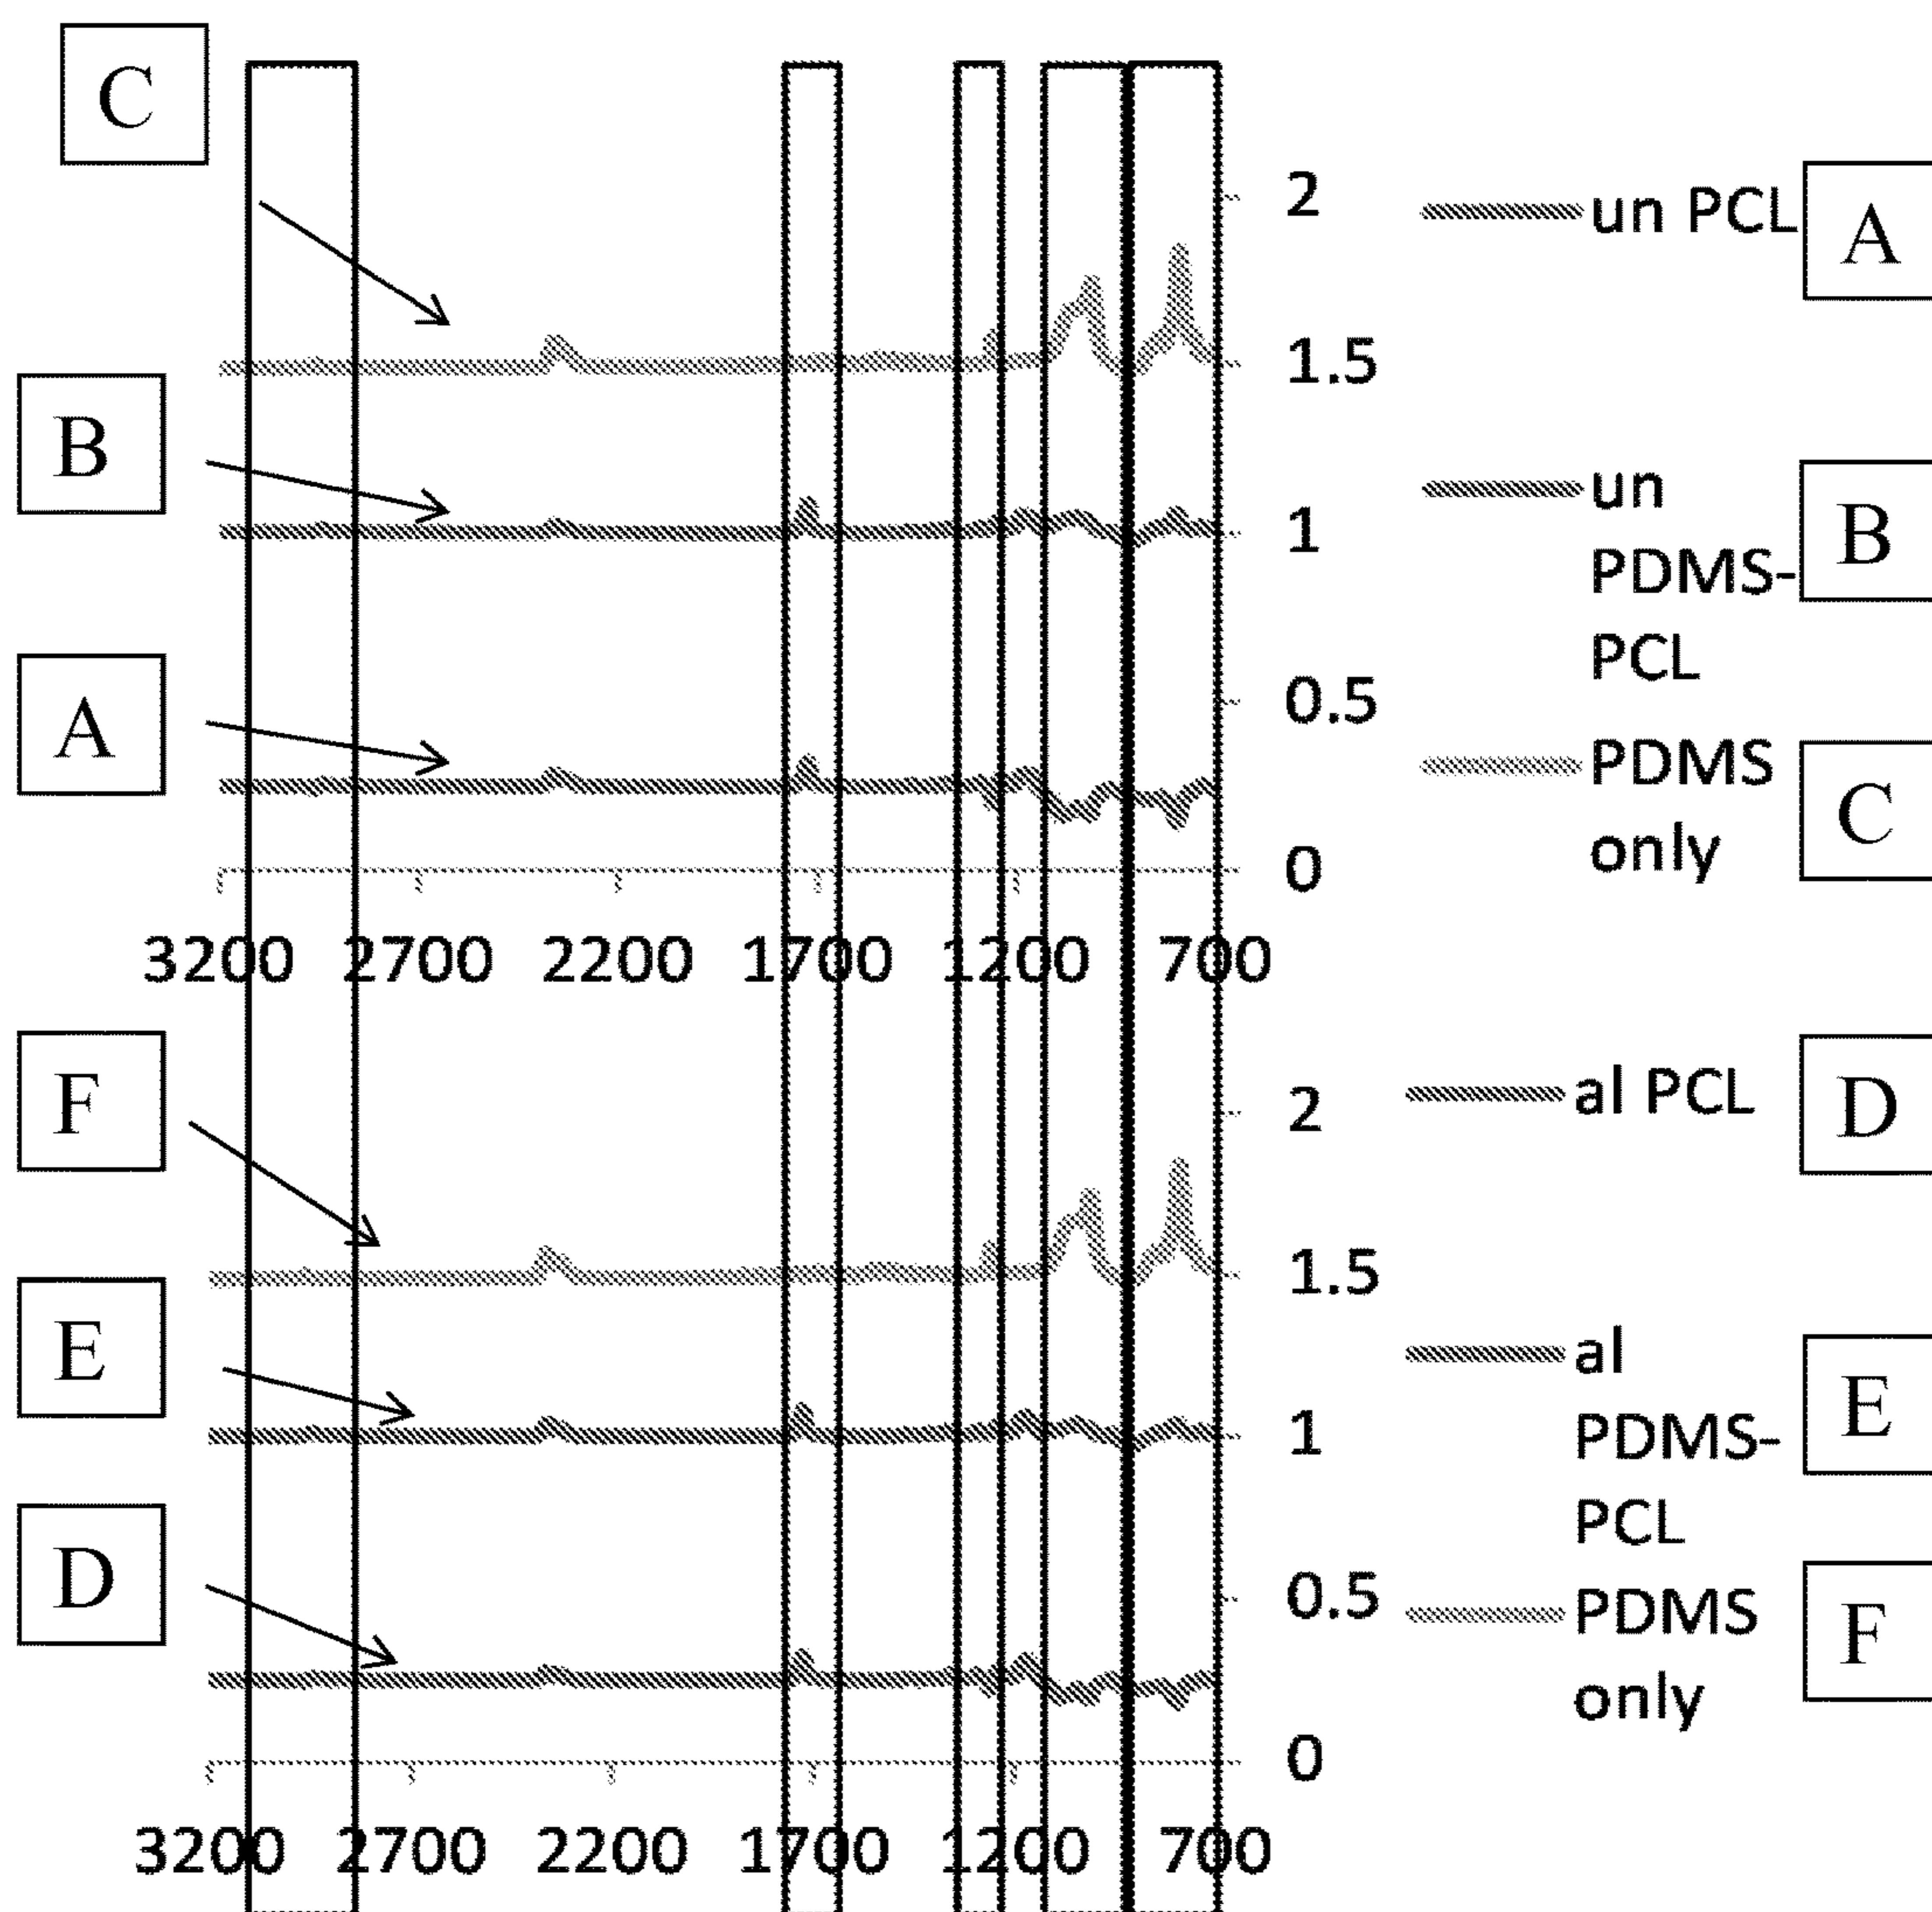 C
2
un PCL
A
1.5
B
un
PDMS-
PCL
B
1
A
0.5
PDMS
only
C
0
3200 2700 2200 1700 1200 700
F
2
al PCL
D
1.5
E
al
PDMS-
PCL
E
1
D
0.5
PDMS
only
F
0
3200 2700 2200 1700 1200 700